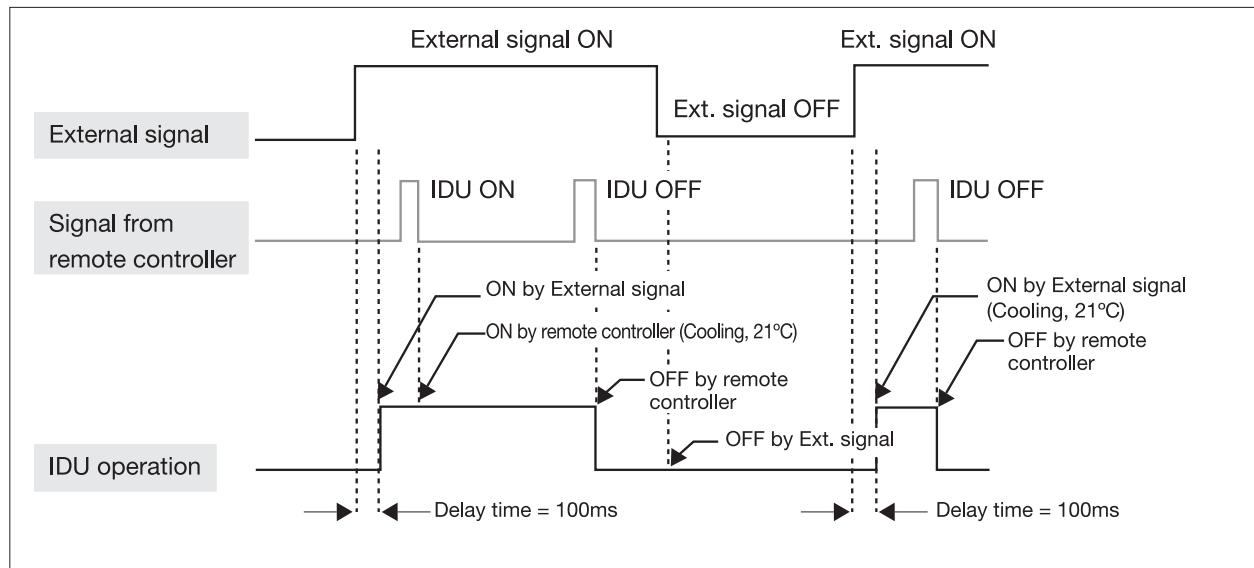 External signal ON
Ext. signal ON
External signal
Ext. signal OFF
IDU ON
IDU OFF
IDU OFF
Signal from
remote controller
ON by External signal
ON by remote controller (Cooling, 21ºC)
ON by External signal
(Cooling, 21ºC)
OFF by remote
controller
OFF by remote
controller
OFF by Ext. signal
IDU operation
Delay time = 100ms
Delay time = 100ms